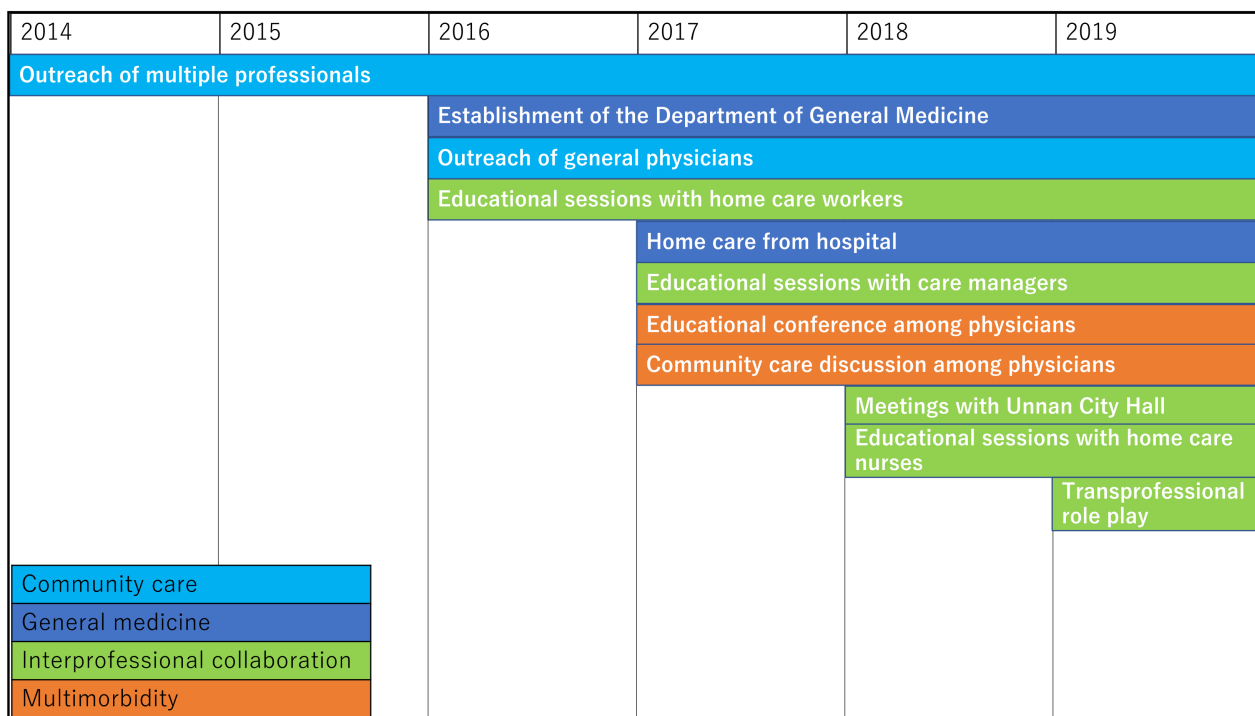 2014 2015 2016 2017 2018 2019
Outreach of multiple professionals
Establishment of the Department of General Medicine
Outreach of general physicians
Educational sessions with home care workers
Home care from hospital
Educational sessions with care managers
Educational conference among physicians
Community care discussion among physicians
Meetings with Unnan City Hall
Educational sessions with home care
nurses
Transprofessional
role play
Community care
General medicine
Interprofessional collaboration
Multimorbidity